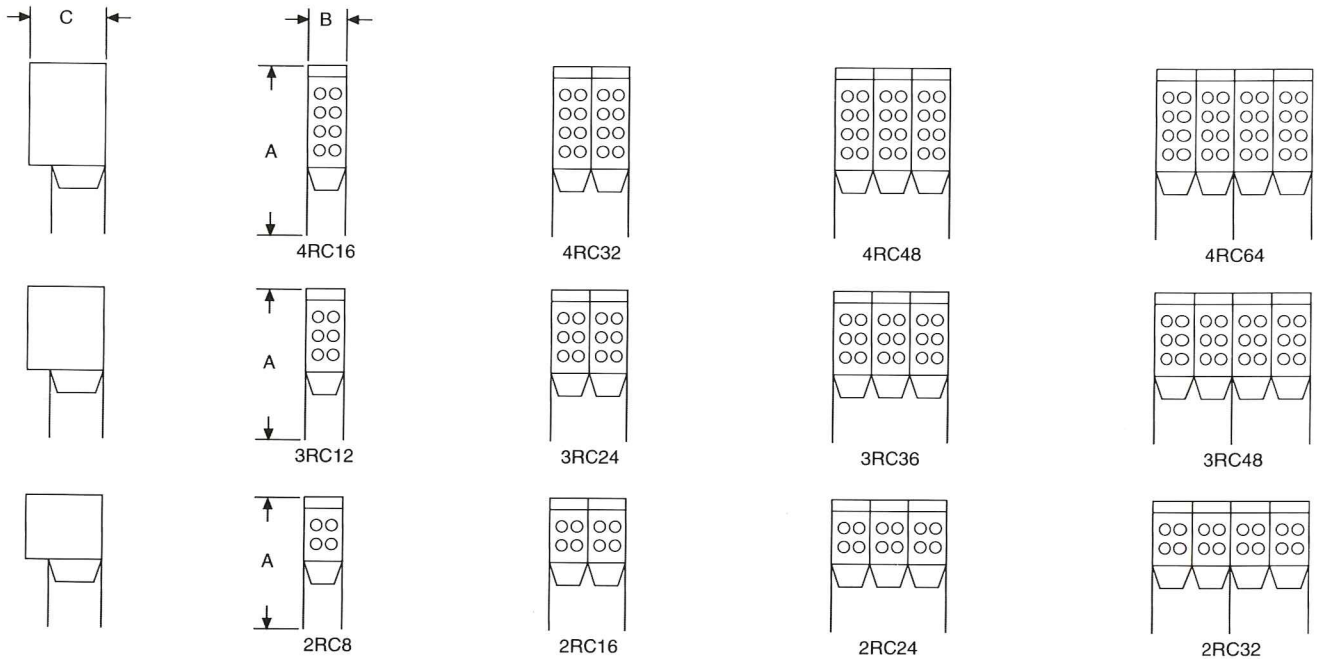 C
B
A
4RC16
4RC32
4RC48
4RC64
A
3RC12
3RC24
3RC36
3RC48
A
2RC8
2RC16
2RC24
2RC32